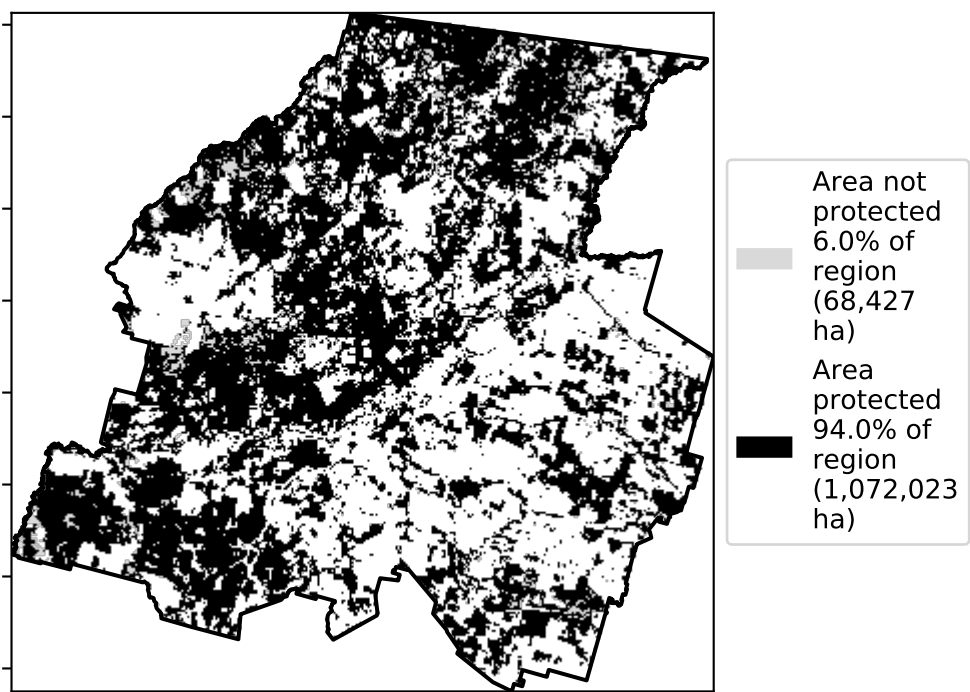 Area not
protected
6.0% of
region
(68,427
ha)
Area
protected
94.0% of
region
(1,072,023
ha)